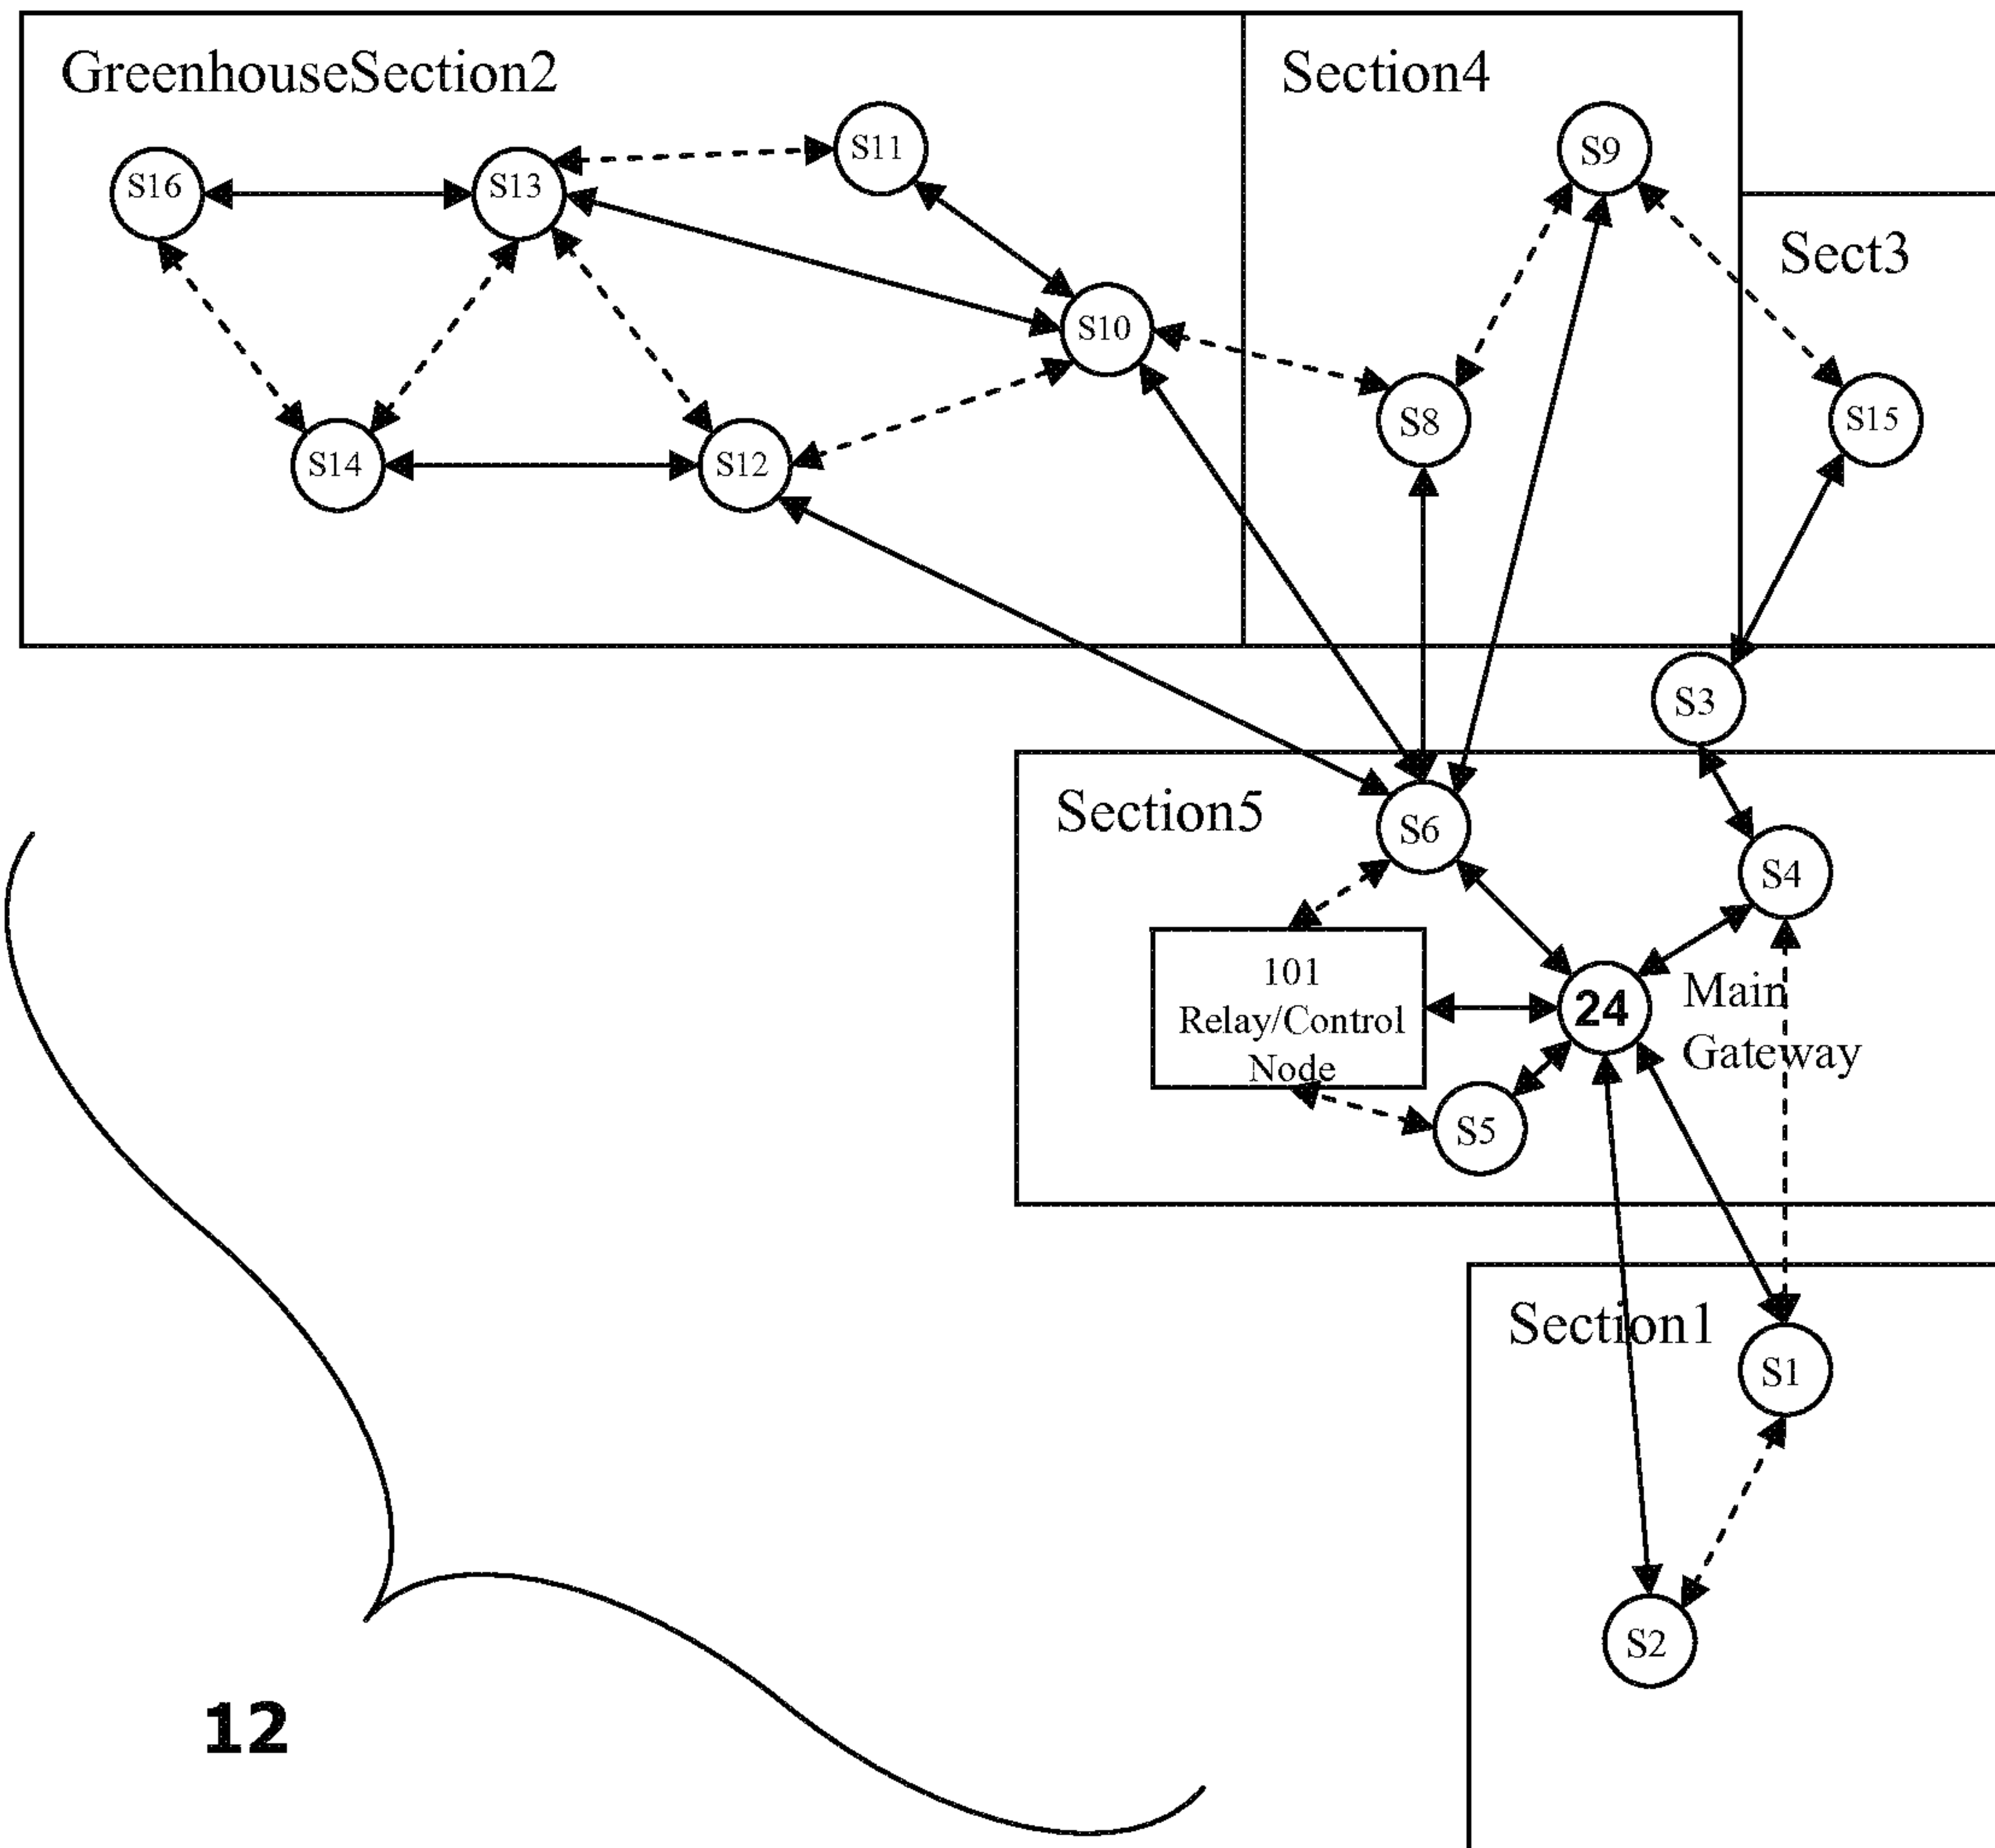 GreenhouseSection2
Section4
S11
S9
S16
S13
Sect3
S10
S8
S15
S14
S12
S3
Section5
S6
S4
101
Relay/Control
Node
24
Main
Gateway
S5
Section1
S1
S2
12